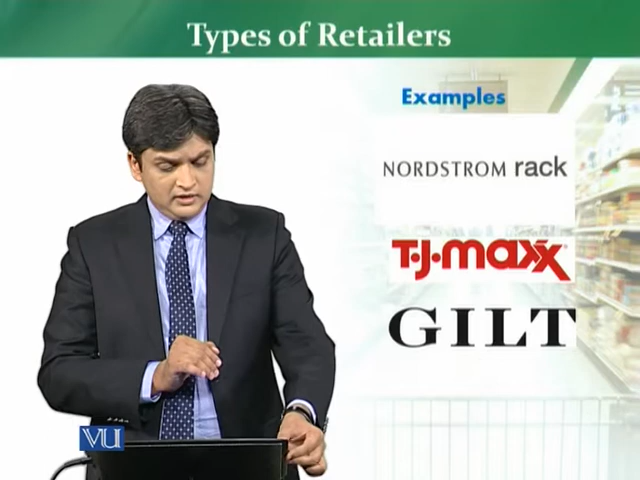 Types of Retailers
Examples
NORDSTROM rack
T•J•maxx
GILT
VU